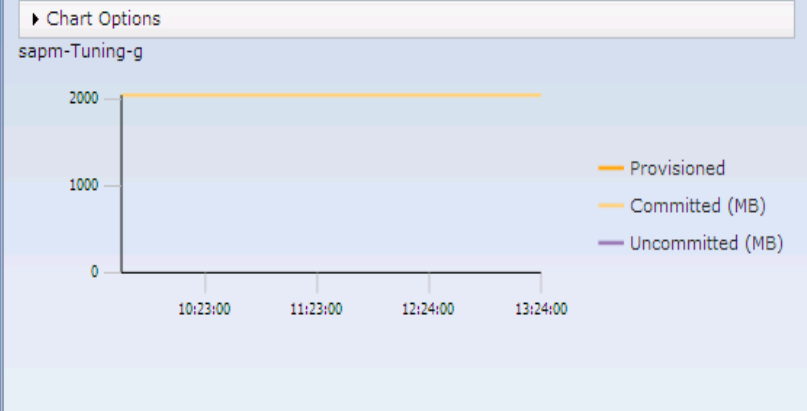 Chart Options
sapm-Tuning-g
2000
1000
0
10:23:00 11:23:00 12:24:00 13:24:00
Provisioned
Committed (MB)
Uncommitted (MB)